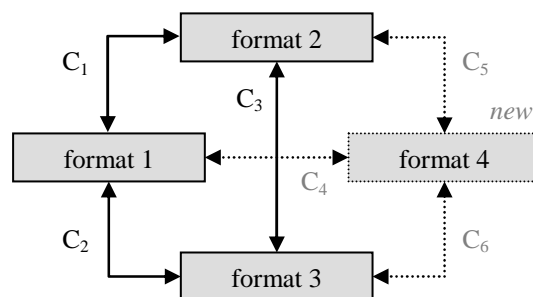 format 2
C₁
C₅
C₃
new
format 1
format 4
C₄
C₂
C₆
format 3